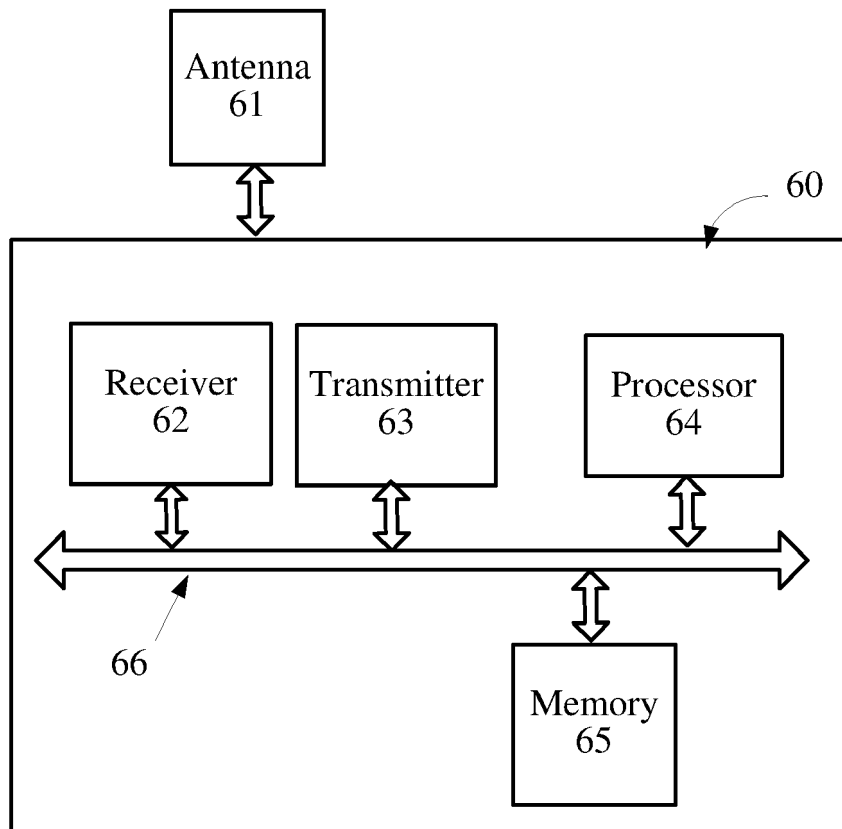 Antenna
61
60
Receiver
62
Transmitter
63
Processor
64
66
Memory
65